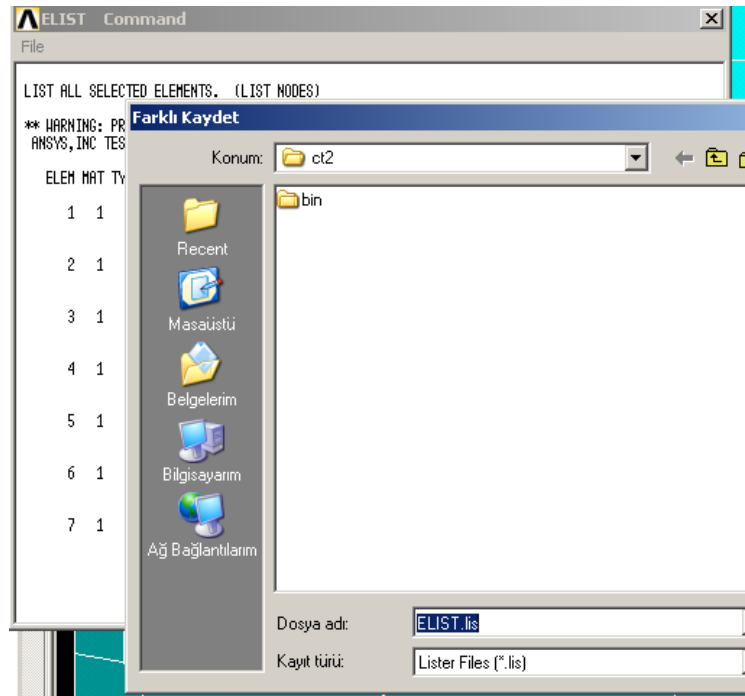 ELIST Command
File
LIST ALL SELECTED ELEMENTS. (LIST NODES)
** WARNING: PR
ANSYS,INC TES
ELEM MAT TY
1 1
2 1
3 1
4 1
5 1
6 1
7 1
Farklı Kaydet
Konum:
ct2
bin
Recent
Masaüstü
Belgelerim
Bilgisayarım
Ağ Bağlantılarım
Dosya adı:
ELIST.lis
Kayıt türü:
Lister Files (*.lis)